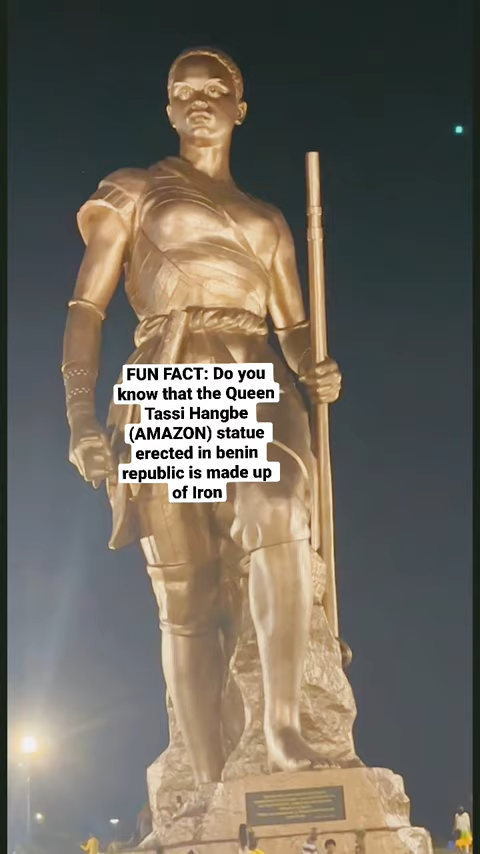 FUN FACT: Do you
know that the Queen
Tassi Hangbe
(AMAZON) statue
erected in benin
republic is made up
of Iron